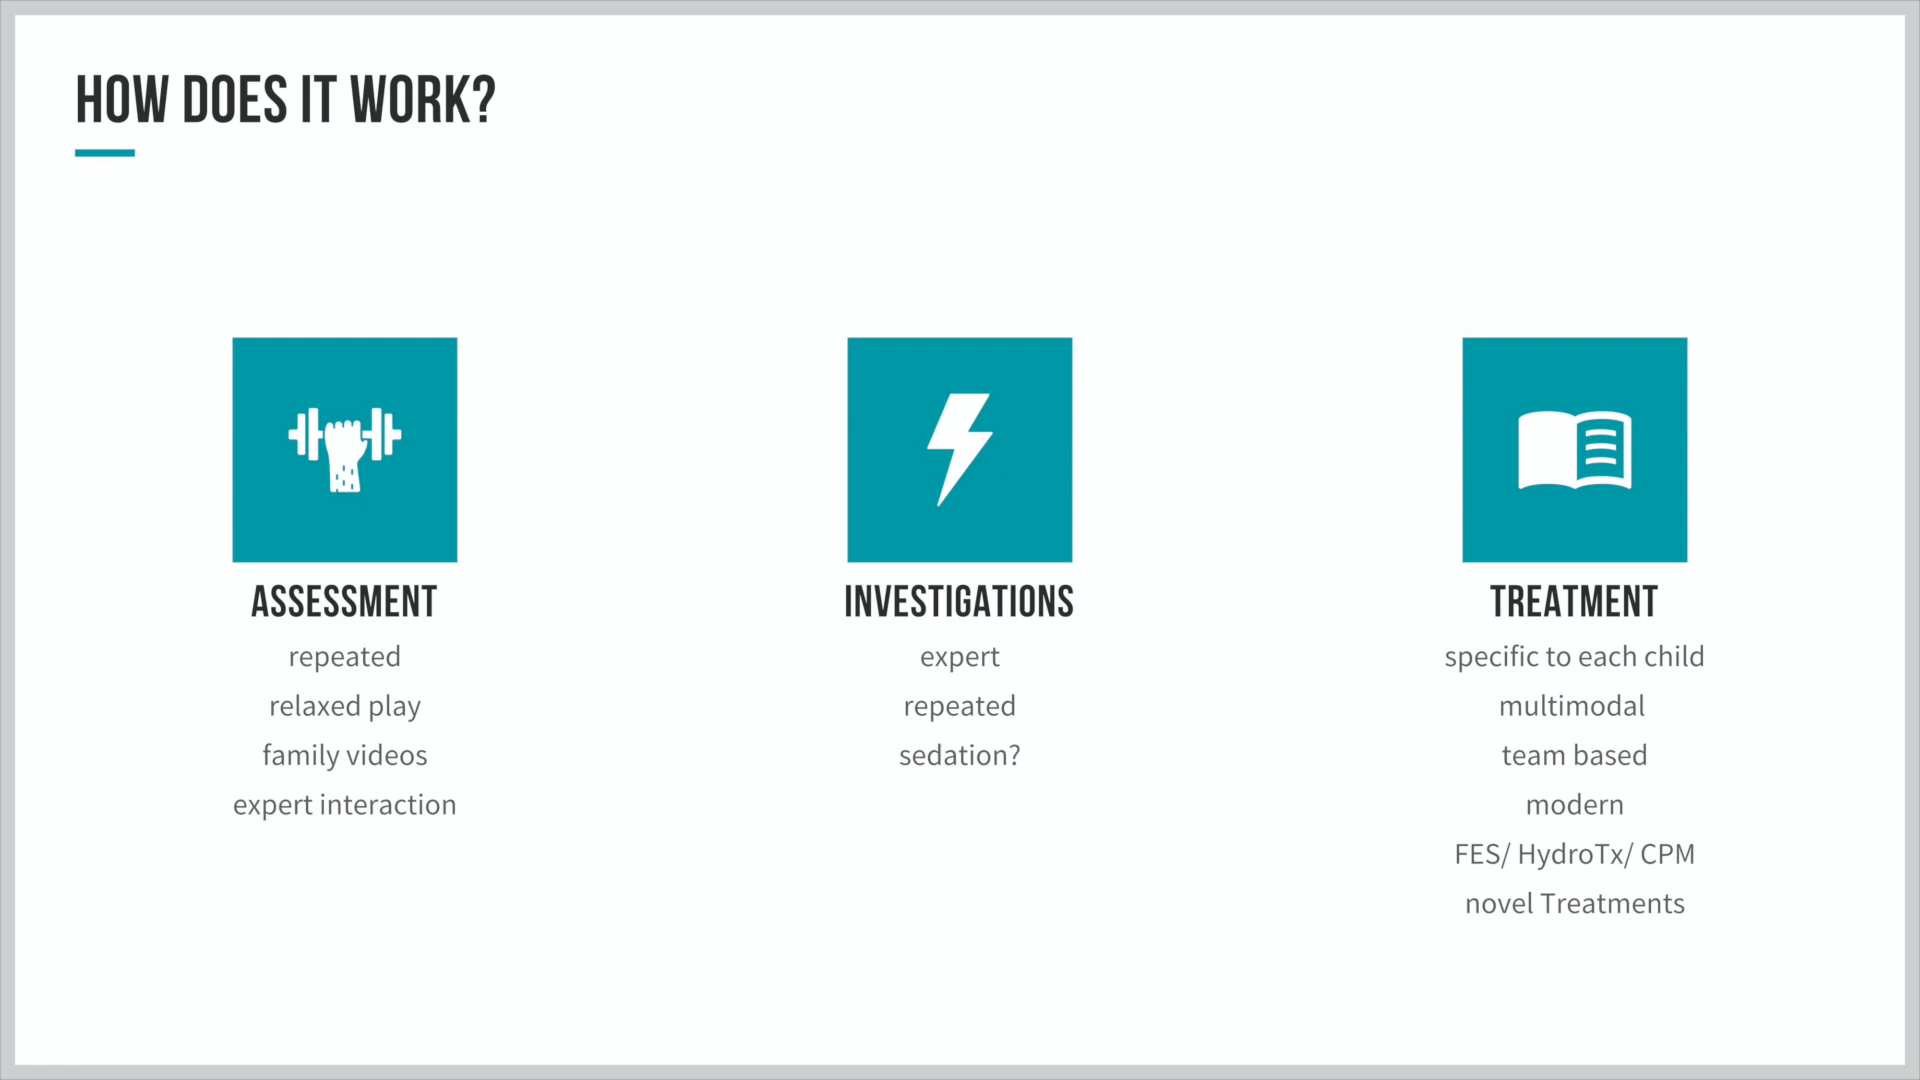 HOW DOES IT WORK?
ASSESSMENT
repeated
relaxed play
family videos
expert interaction
INVESTIGATIONS
expert
repeated
sedation?
TREATMENT
specific to each child
multimodal
team based
modern
FES/ HydroTx/ CPM
novel Treatments